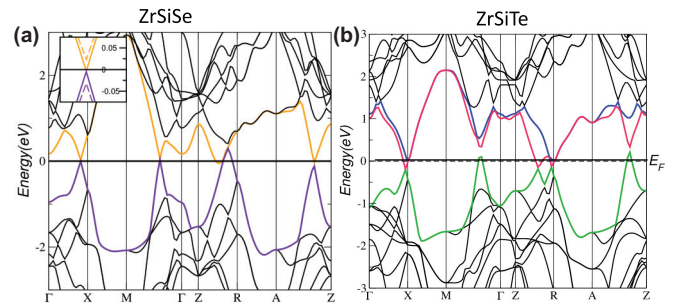 ZrSiSe
ZrSiTe
(a)
0.05
0
-0.05
Energy(eV)
2
0
-2
Γ X M Γ Z R A Z
(b)
Energy(eV)
3
2
1
0
-1
-2
-3
E_F
Γ X M Γ Z R A Z